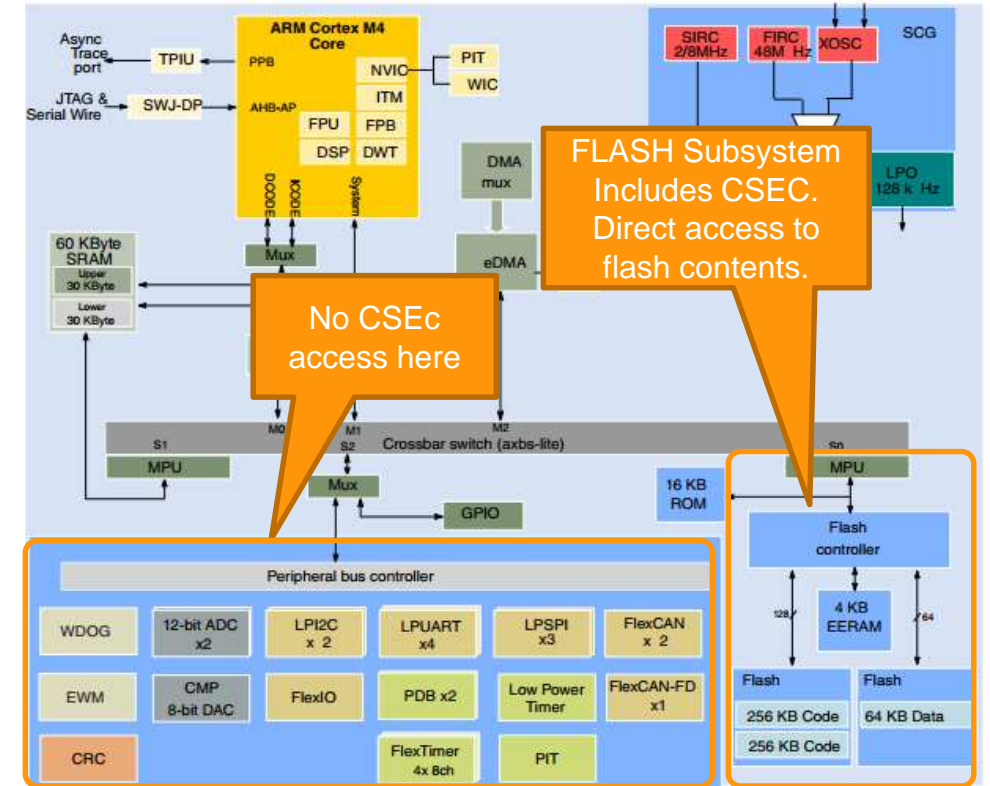 ARM Cortex M4
Core
Async
Trace
port
TPIU
PPB
NVIC
PIT
WIC
JTAG &
Serial Wire
SWJ-DP
AHB-AP
ITM
FPU
FPB
DSP
DWT
DCODE
ICODE
System
Mux
SIRC
2/8MHz
FIRC
48M Hz
XOSC
SCG
LPO
128 k Hz
DMA
mux
eDMA
FLASH Subsystem
Includes CSEC.
Direct access to
flash contents.
60 KByte
SRAM
Upper
30 KByte
Lower
30 KByte
No CSEc
access here
M0
M1
M2
S1
S2
Crossbar switch (axbs-lite)
S0
MPU
MPU
Mux
GPIO
16 KB
ROM
Flash
controller
128
4 KB
EERAM
64
Flash
256 KB Code
256 KB Code
Flash
64 KB Data
Peripheral bus controller
WDOG
12-bit ADC
x2
LPI2C
x 2
LPUART
x4
LPSPI
x3
FlexCAN
x 2
EWM
CMP
8-bit DAC
FlexIO
PDB x2
Low Power
Timer
FlexCAN-FD
x1
CRC
FlexTimer
4x 8ch
PIT